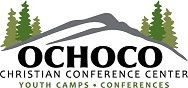 OCHOCO
CHRISTIAN CONFERENCE CENTER
YOUTH CAMPS • CONFERENCES